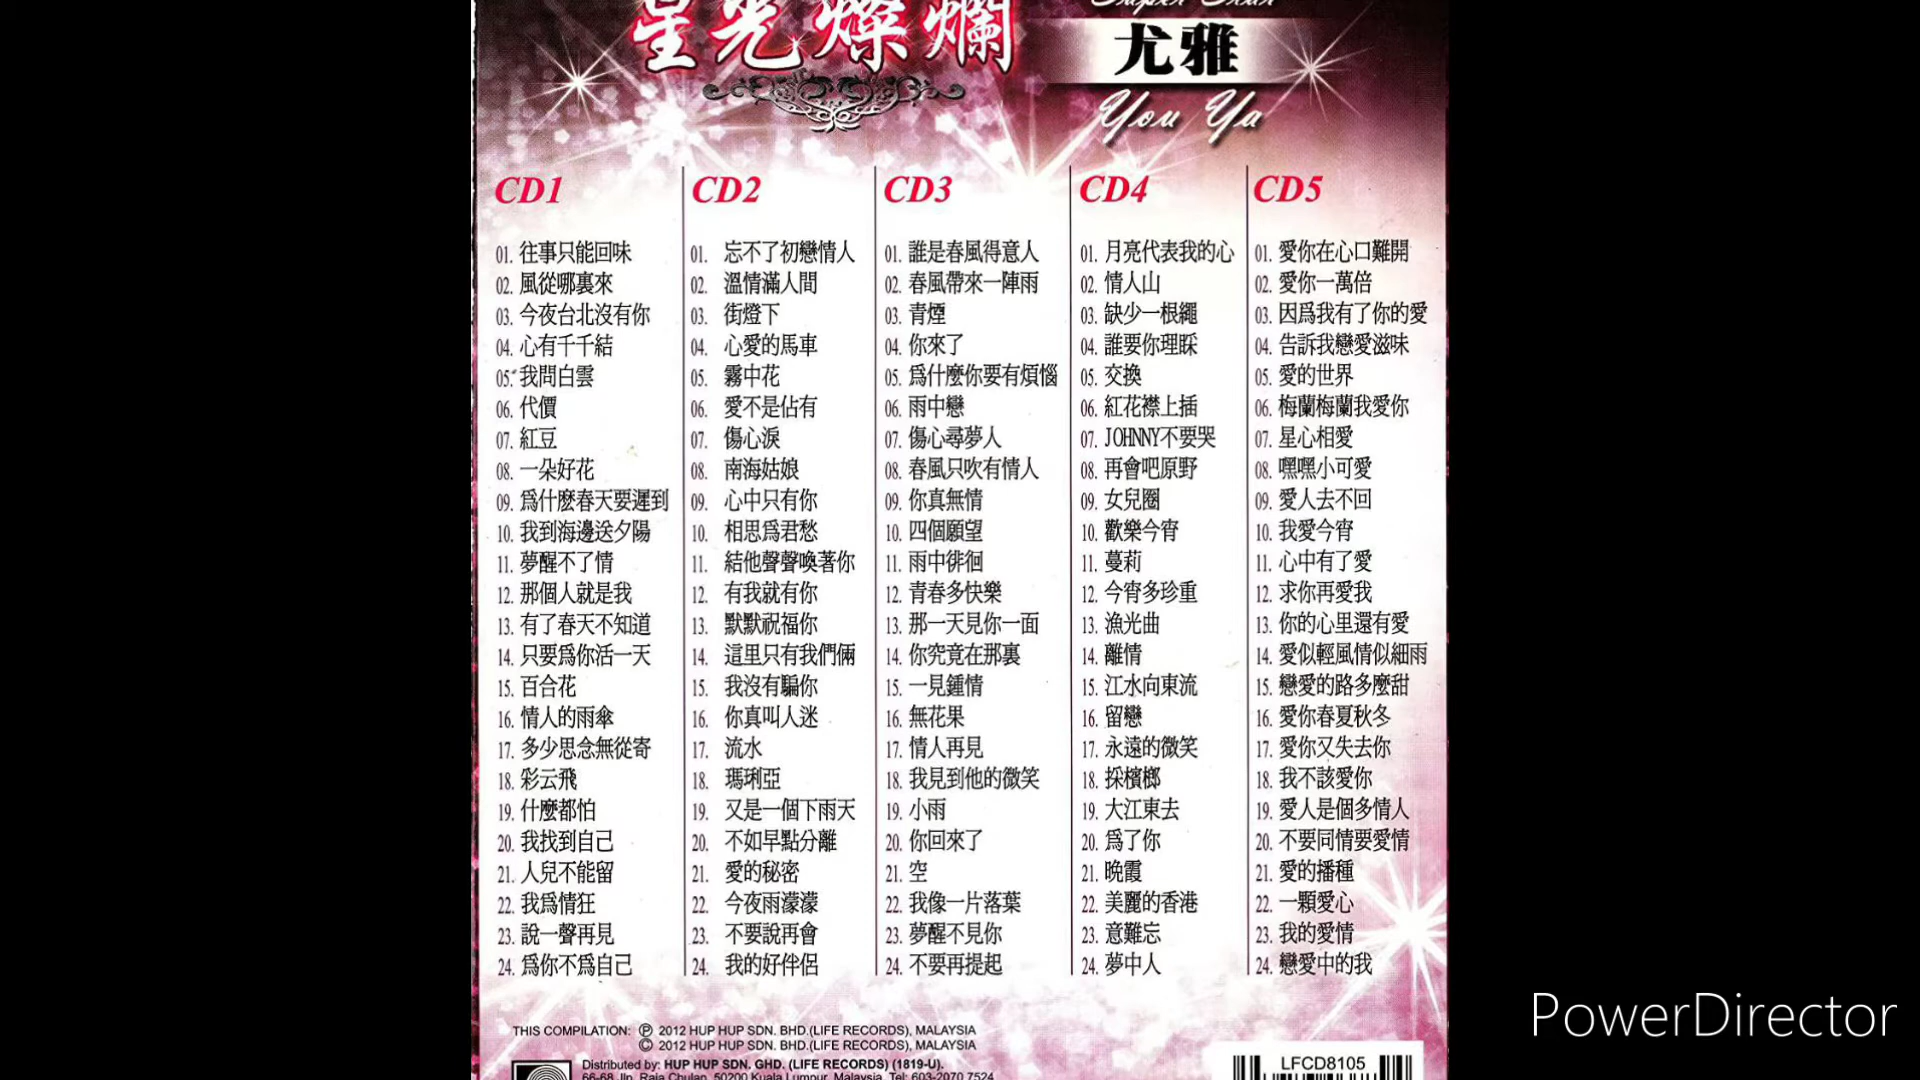 星光燦爛
Super Star
尤雅
You Ya
CD1
01. 往事只能回味
02. 風從哪裏來
03. 今夜台北沒有你
04. 心有千千結
05. 我問白雲
06. 代價
07. 紅豆
08. 一朵好花
09. 爲什麽春天要遲到
10. 我到海邊送夕陽
11. 夢醒不了情
12. 那個人就是我
13. 有了春天不知道
14. 只要爲你活一天
15. 百合花
16. 情人的雨傘
17. 多少思念無從寄
18. 彩云飛
19. 什麼都怕
20. 我找到自己
21. 人兒不能留
22. 我爲情狂
23. 說一聲再見
24. 爲你不爲自己
CD2
01. 忘不了初戀情人
02. 溫情滿人間
03. 街燈下
04. 心愛的馬車
05. 霧中花
06. 愛不是佔有
07. 傷心淚
08. 南海姑娘
09. 心中只有你
10. 相思爲君愁
11. 結他聲聲喚著你
12. 有我就有你
13. 默默祝福你
14. 這里只有我們倆
15. 我沒有騙你
16. 你真叫人迷
17. 流水
18. 瑪琍亞
19. 又是一個下雨天
20. 不如早點分離
21. 愛的秘密
22. 今夜雨濛濛
23. 不要說再會
24. 我的好伴侶
CD3
01. 誰是春風得意人
02. 春風帶來一陣雨
03. 青煙
04. 你來了
05. 爲什麼你要有煩惱
06. 雨中戀
07. 傷心尋夢人
08. 春風只吹有情人
09. 你真無情
10. 四個願望
11. 雨中徘徊
12. 青春多快樂
13. 那一天見你一面
14. 你究竟在那裏
15. 一見鍾情
16. 無花果
17. 情人再見
18. 我見到他的微笑
19. 小雨
20. 你回來了
21. 空
22. 我像一片落葉
23. 夢醒不見你
24. 不要再提起
CD4
01. 月亮代表我的心
02. 情人山
03. 缺少一根繩
04. 誰要你理睬
05. 交換
06. 紅花襟上插
07. JOHNNY不要哭
08. 再會吧原野
09. 女兒圈
10. 歡樂今宵
11. 蔓莉
12. 今宵多珍重
13. 漁光曲
14. 離情
15. 江水向東流
16. 留戀
17. 永遠的微笑
18. 採檳榔
19. 大江東去
20. 爲了你
21. 晚霞
22. 美麗的香港
23. 意難忘
24. 夢中人
CD5
01. 愛你在心口難開
02. 愛你一萬倍
03. 因爲我有了你的愛
04. 告訴我戀愛滋味
05. 愛的世界
06. 梅蘭梅蘭我愛你
07. 星心相愛
08. 嘿嘿小可愛
09. 愛人去不回
10. 我愛今宵
11. 心中有了愛
12. 求你再愛我
13. 你的心里還有愛
14. 愛似輕風情似細雨
15. 戀愛的路多麼甜
16. 愛你春夏秋冬
17. 愛你又失去你
18. 我不該愛你
19. 愛人是個多情人
20. 不要同情要愛情
21. 愛的播種
22. 一顆愛心
23. 我的愛情
24. 戀愛中的我
THIS COMPILATION: Ⓟ 2012 HUP HUP SDN. BHD.(LIFE RECORDS), MALAYSIA
© 2012 HUP HUP SDN. BHD.(LIFE RECORDS), MALAYSIA
Distributed by: HUP HUP SDN. GHD. (LIFE RECORDS) (1819-U).
66-68 Jln. Raja Chulan, 50200 Kuala Lumpur, Malaysia. Tel: 603-2070 7524
LFCD8105
PowerDirector